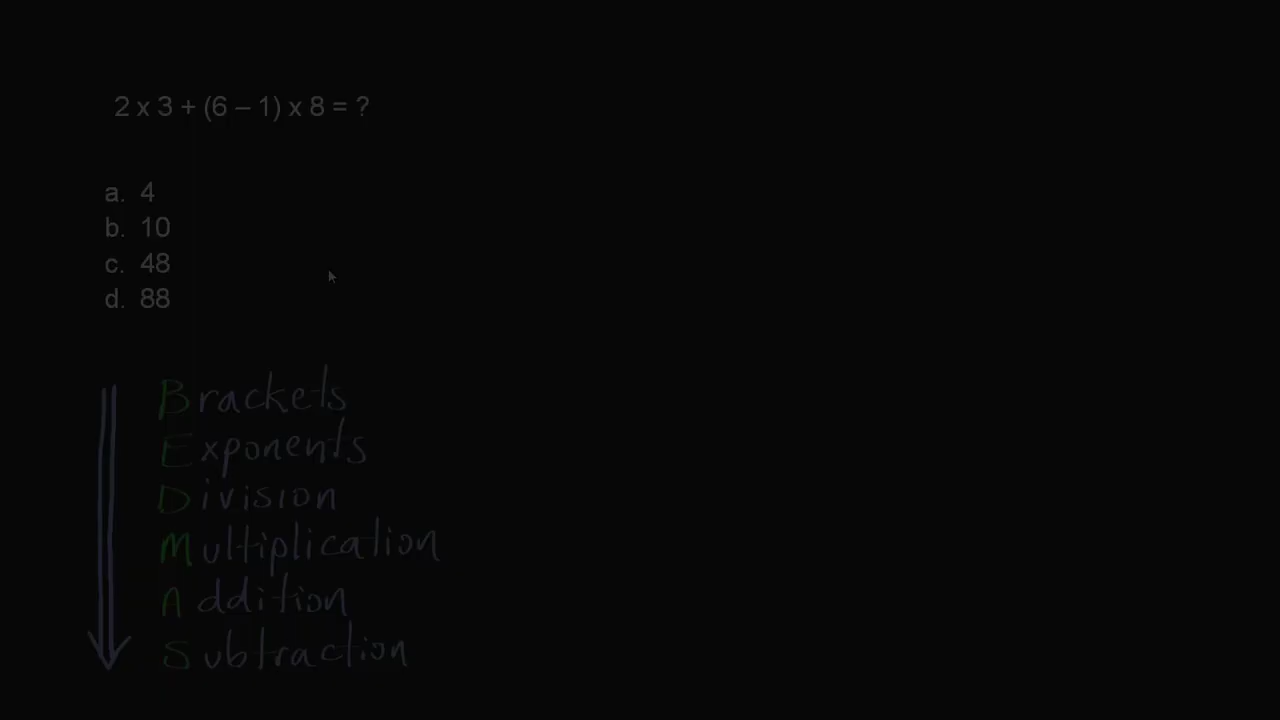 2 x 3 + (6 – 1) x 8 = ?
a. 4
b. 10
c. 48
d. 88
Brackets
Exponents
Division
Multiplication
Addition
Subtraction